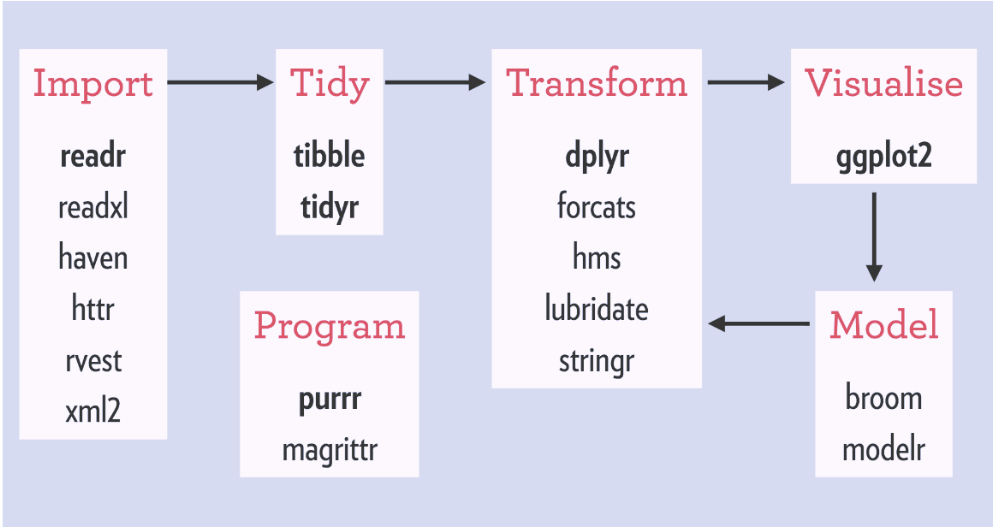 Import
readr
readxl
haven
httr
rvest
xml2
Tidy
tibble
tidyr
Program
purrr
magrittr
Transform
dplyr
forcats
hms
lubridate
stringr
Visualise
ggplot2
Model
broom
modelr